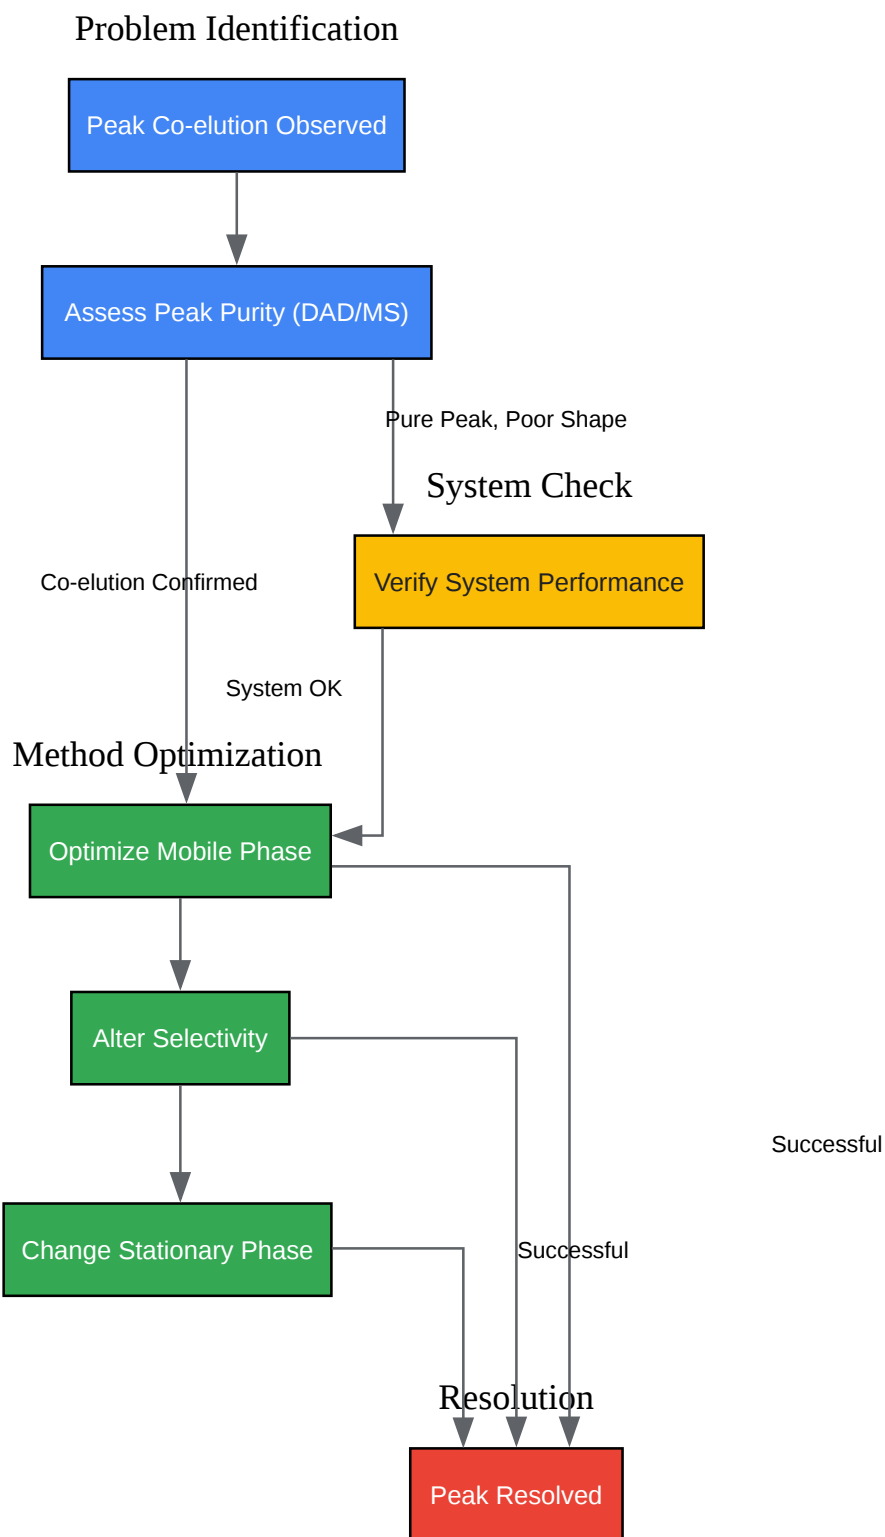 Problem Identification
Peak Co-elution Observed
Assess Peak Purity (DAD/MS)
Pure Peak, Poor Shape
System Check
Co-elution Confirmed
Verify System Performance
System OK
Method Optimization
Optimize Mobile Phase
Alter Selectivity
Successful
Change Stationary Phase
Successful
Resolution
Peak Resolved